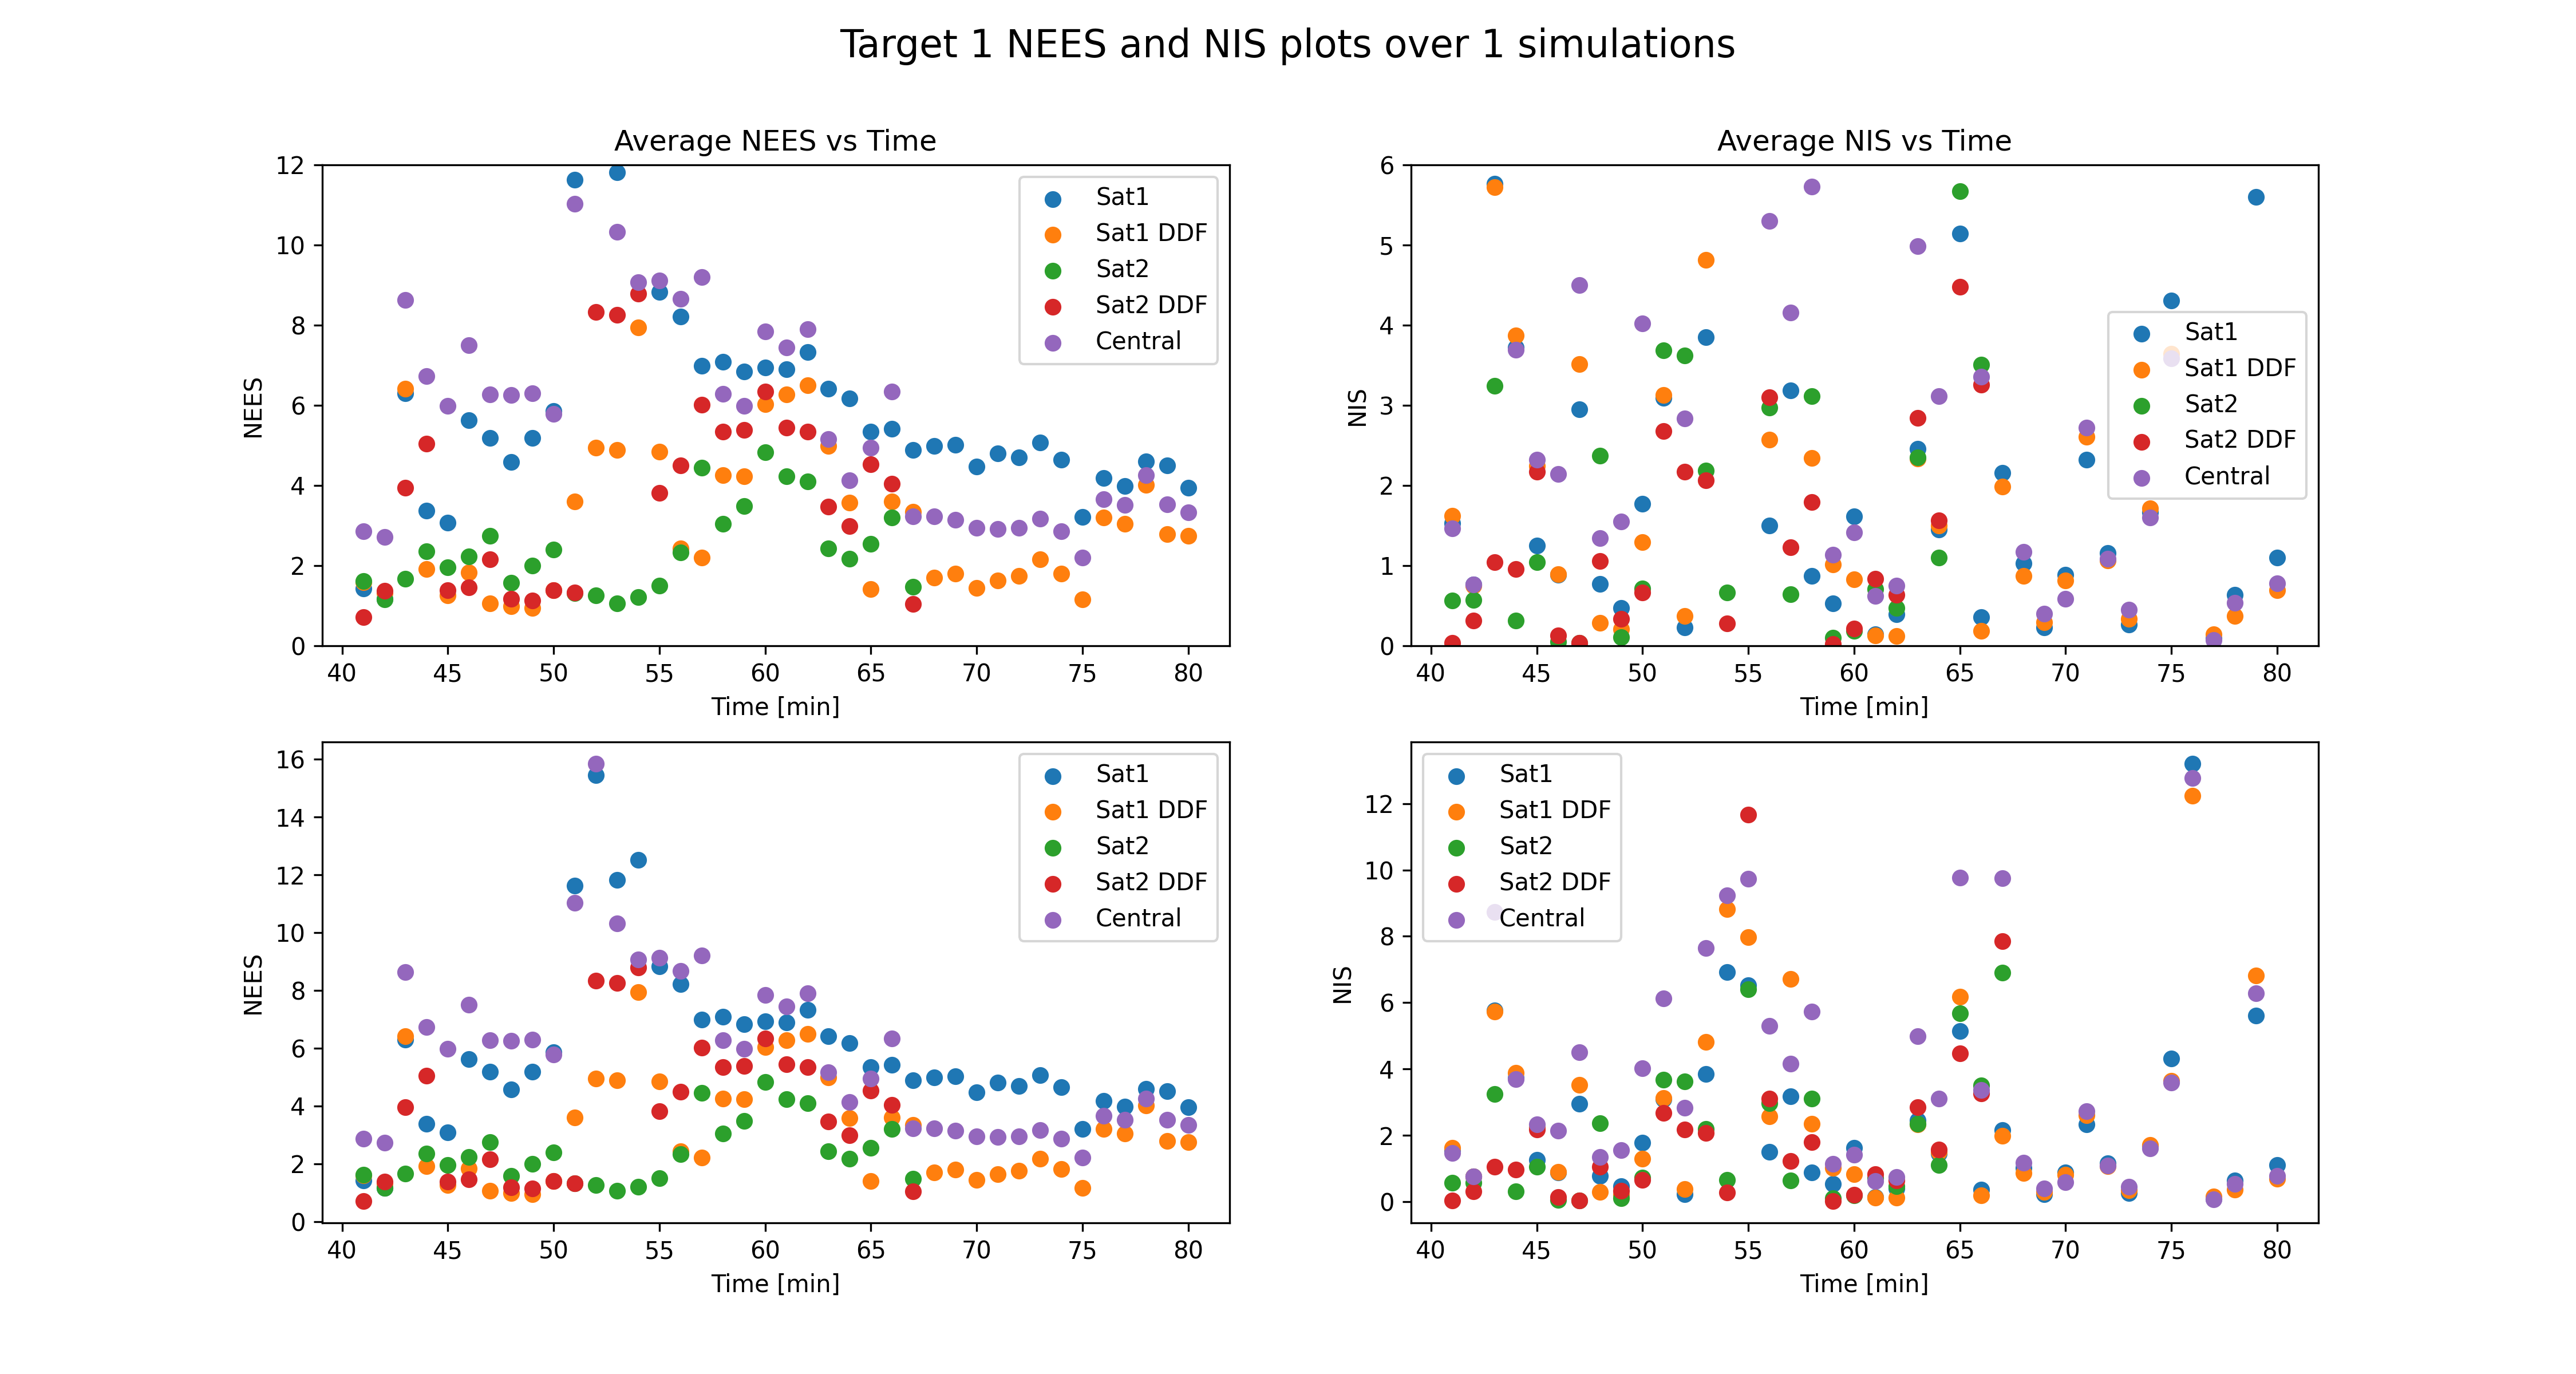 Target 1 NEES and NIS plots over 1 simulations
Average NEES vs Time
12
10
8
6
4
2
0
NEES
40 45 50 55 60 65 70 75 80
Time [min]
Sat1
Sat1 DDF
Sat2
Sat2 DDF
Central
Average NIS vs Time
6
5
4
3
2
1
0
NIS
40 45 50 55 60 65 70 75 80
Time [min]
Sat1
Sat1 DDF
Sat2
Sat2 DDF
Central
16
14
12
10
8
6
4
2
0
NEES
40 45 50 55 60 65 70 75 80
Time [min]
Sat1
Sat1 DDF
Sat2
Sat2 DDF
Central
12
10
8
6
4
2
0
NIS
40 45 50 55 60 65 70 75 80
Time [min]
Sat1
Sat1 DDF
Sat2
Sat2 DDF
Central